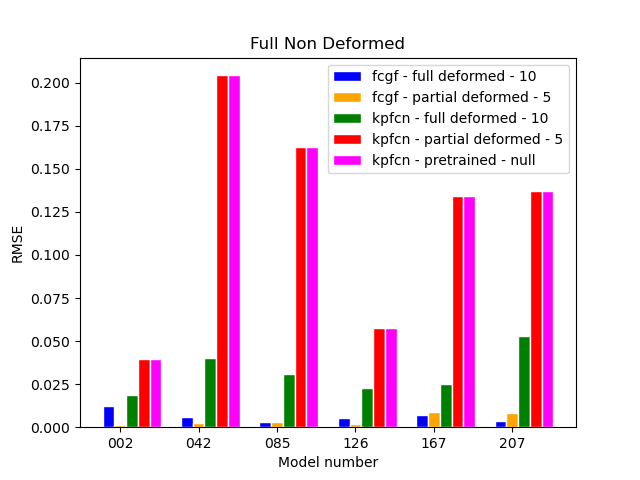 Full Non Deformed
fcgf - full deformed - 10
fcgf - partial deformed - 5
kpfcn - full deformed - 10
kpfcn - partial deformed - 5
kpfcn - pretrained - null
RMSE
0.200
0.175
0.150
0.125
0.100
0.075
0.050
0.025
0.000
002 042 085 126 167 207
Model number